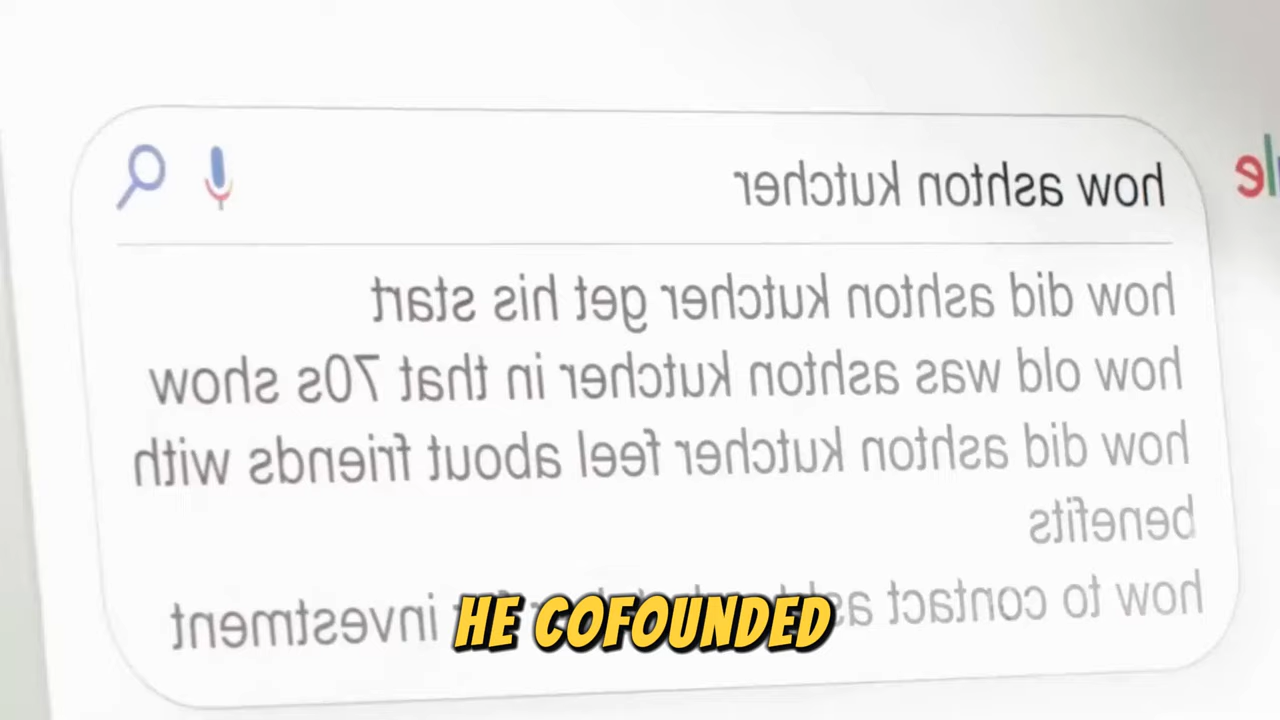 le
how ashton kutcher
how did ashton kutcher get his start
how old was ashton kutcher in that 70s show
how did ashton kutcher feel about friends with
benefits
how to contact investment
HE COFOUNDED